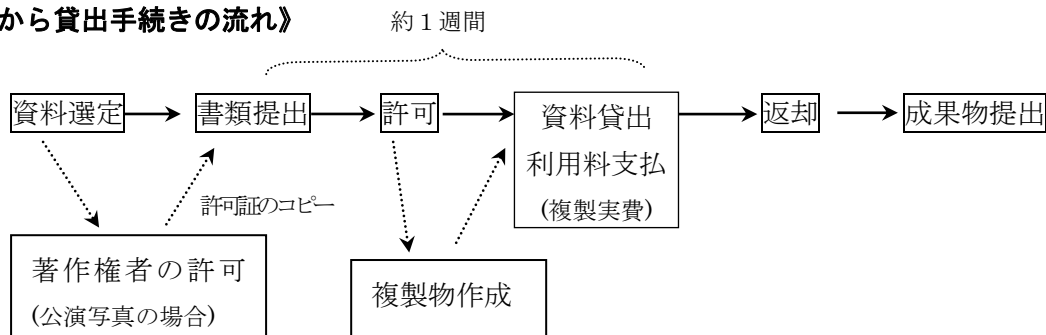 から貸出手続きの流れ》
約１週間
資料選定
書類提出
許可
資料貸出
利用料支払
(複製実費)
返却
成果物提出
許可証のコピー
著作権者の許可
(公演写真の場合)
複製物作成